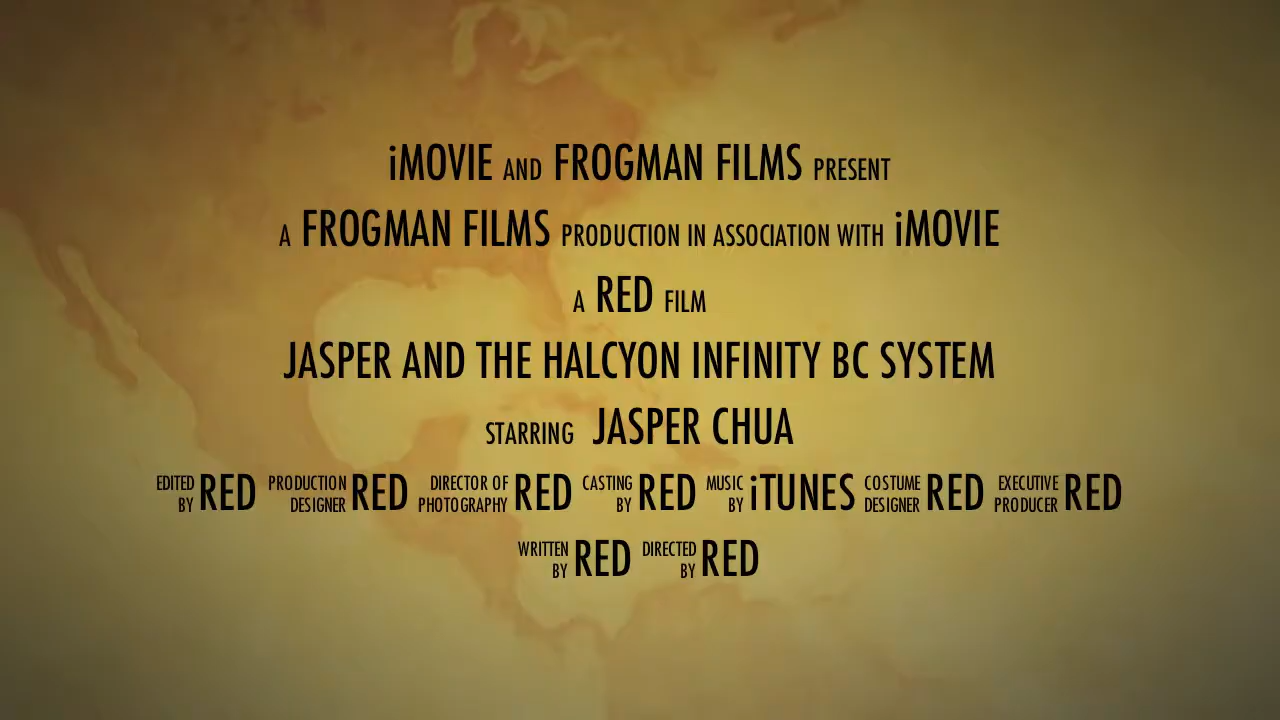 iMOVIE AND FROGMAN FILMS PRESENT
A FROGMAN FILMS PRODUCTION IN ASSOCIATION WITH iMOVIE
A RED FILM
JASPER AND THE HALCYON INFINITY BC SYSTEM
STARRING JASPER CHUA
EDITED BY RED PRODUCTION DESIGNER RED DIRECTOR OF PHOTOGRAPHY RED CASTING BY RED MUSIC BY iTUNES COSTUME DESIGNER RED EXECUTIVE PRODUCER RED
WRITTEN BY RED DIRECTED BY RED